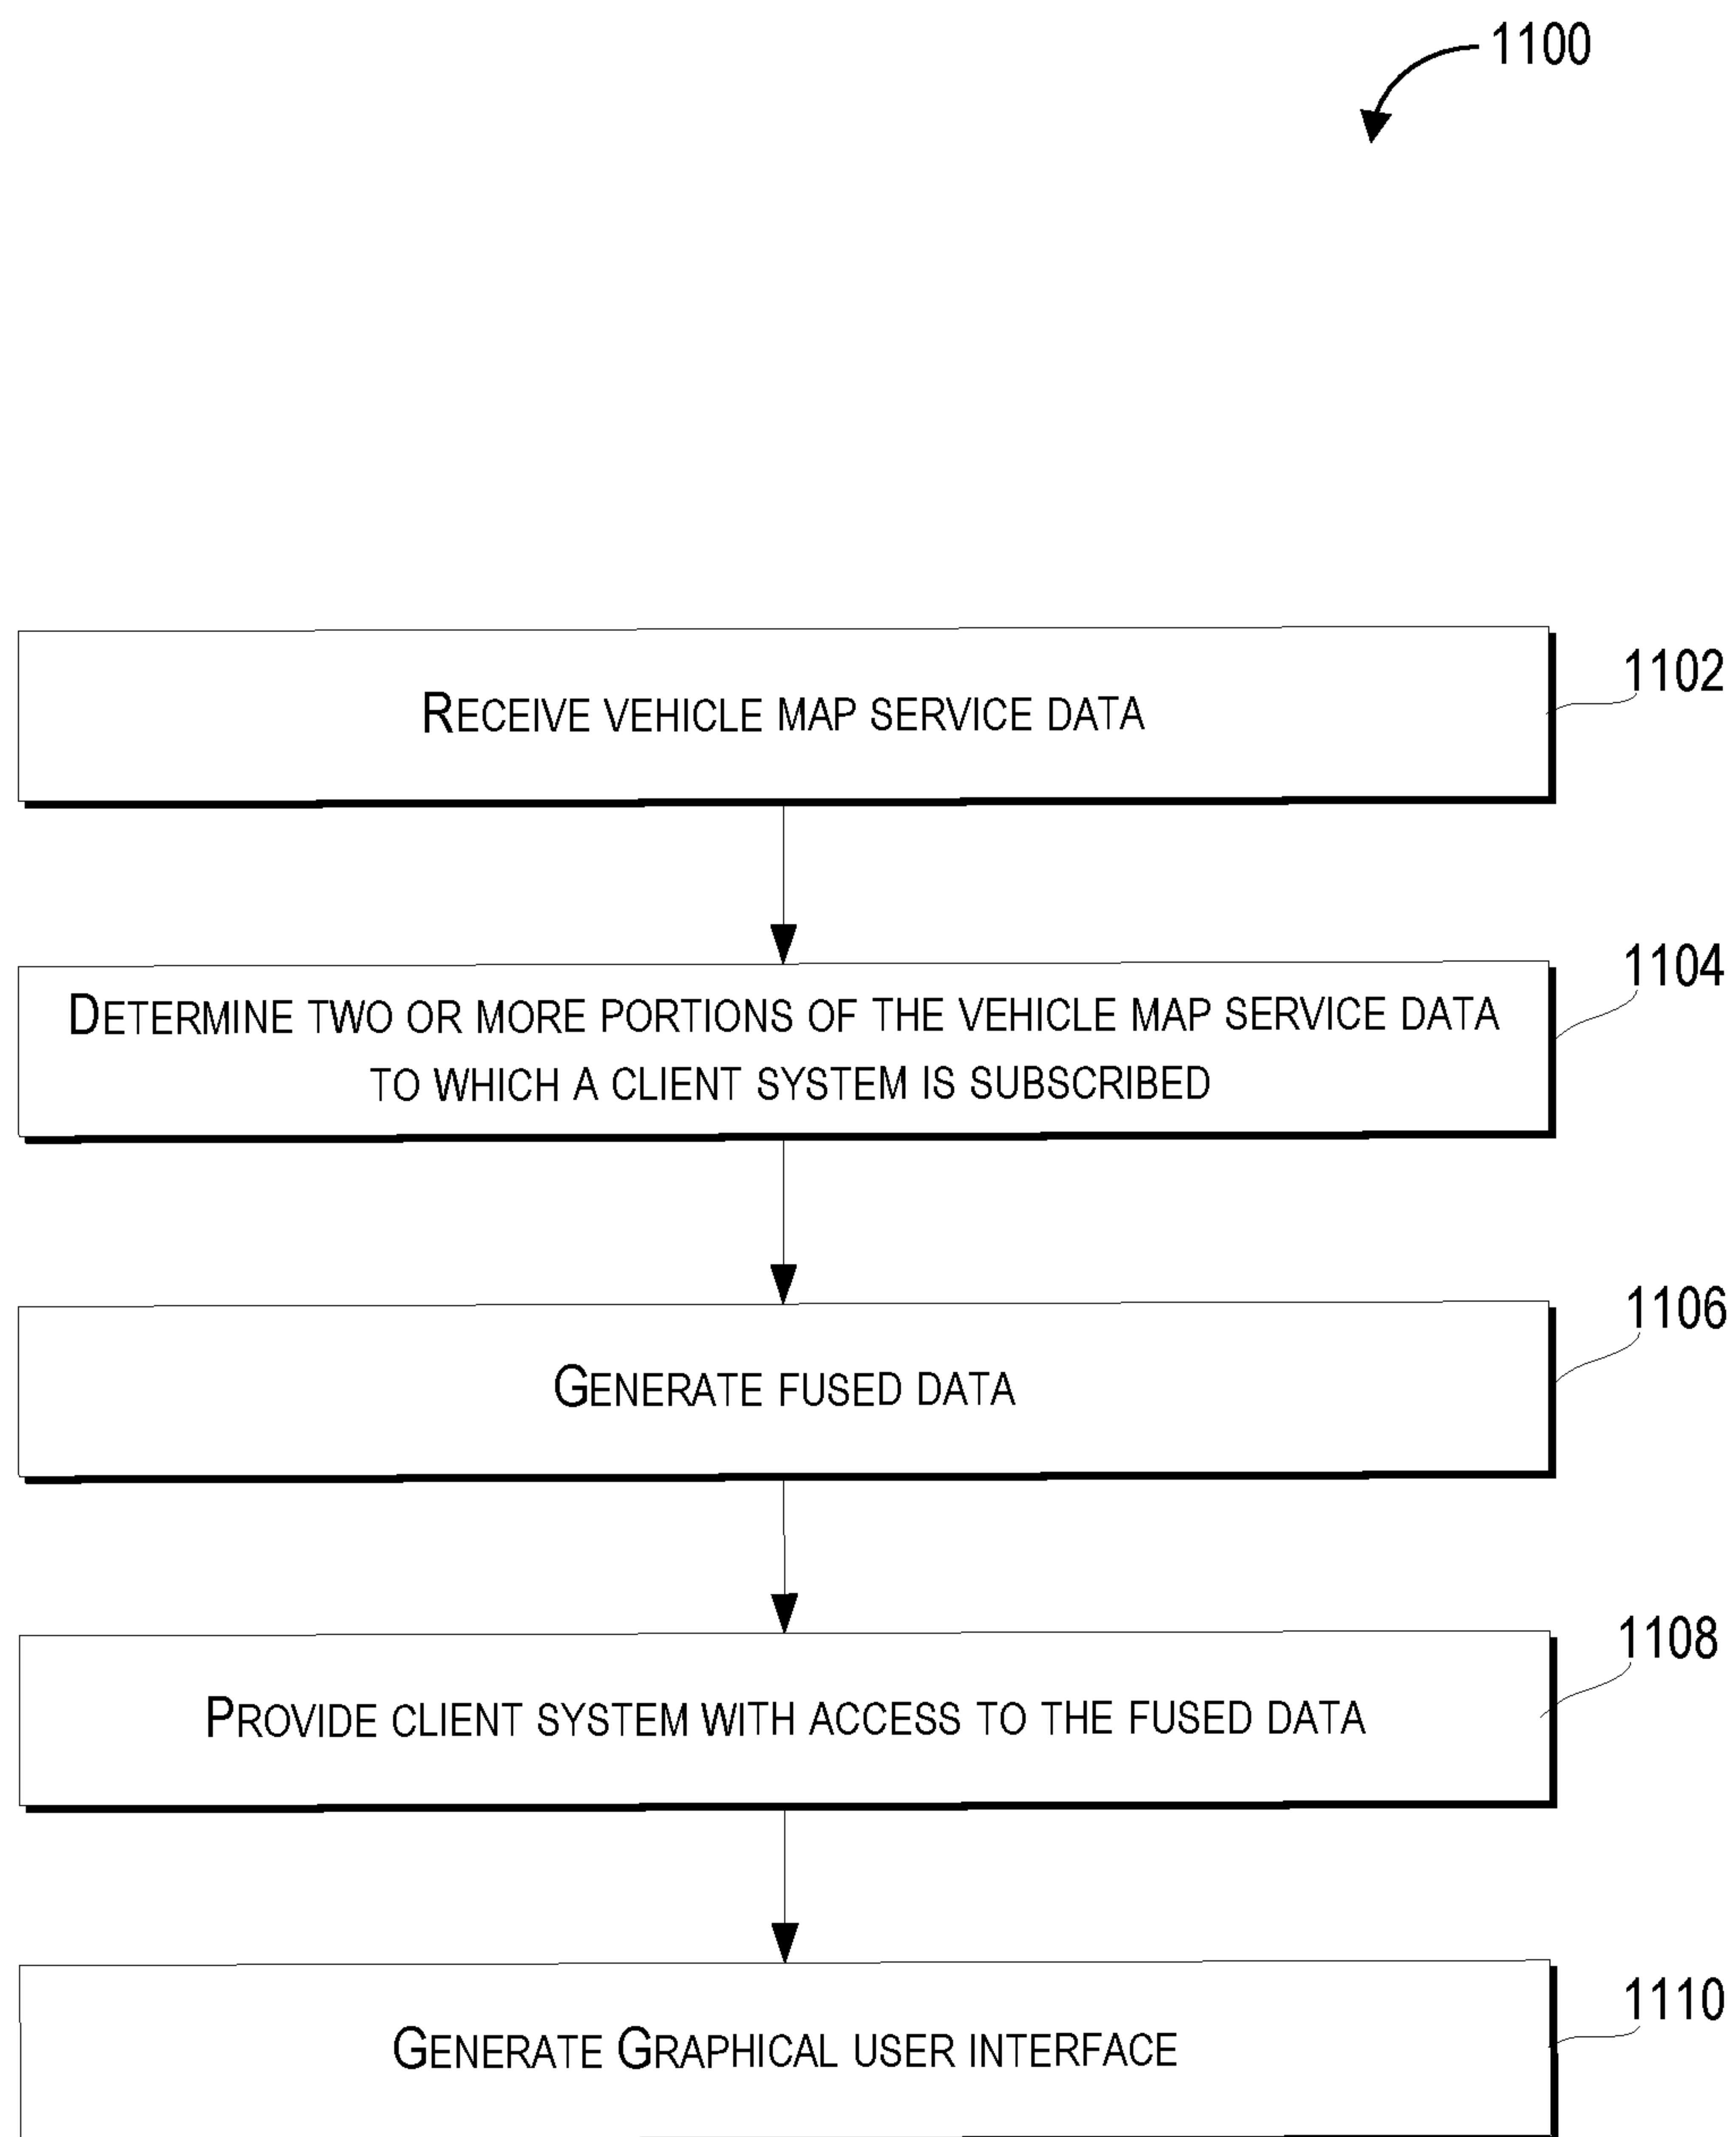 1100
RECEIVE VEHICLE MAP SERVICE DATA
1102
DETERMINE TWO OR MORE PORTIONS OF THE VEHICLE MAP SERVICE DATA
TO WHICH A CLIENT SYSTEM IS SUBSCRIBED
1104
GENERATE FUSED DATA
1106
PROVIDE CLIENT SYSTEM WITH ACCESS TO THE FUSED DATA
1108
GENERATE GRAPHICAL USER INTERFACE
1110